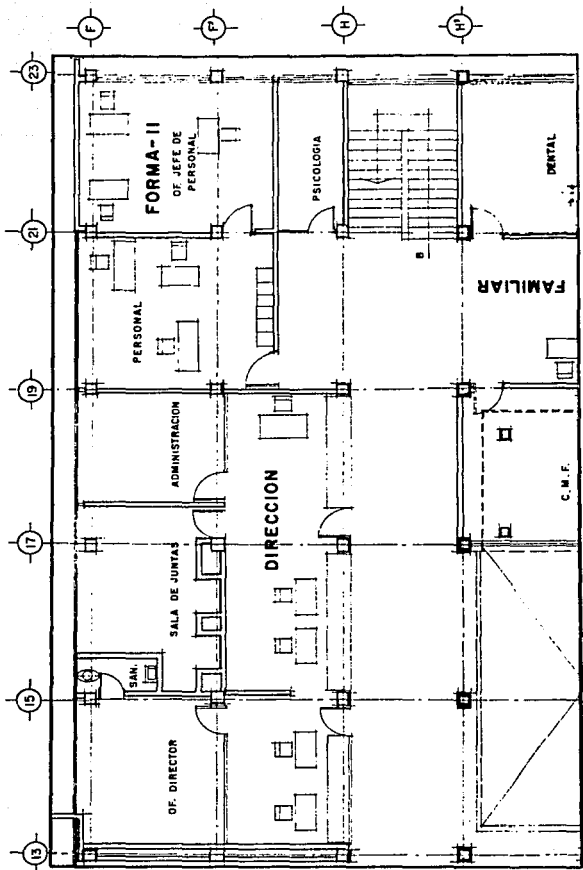 F
F'
H
H'
23
21
19
17
15
13
FORMA-11
OF. JEFE DE
PERSONAL
PSICOLOGIA
DENTAL
PERSONAL
B
FAMILIAR
ADMINISTRACION
DIRECCION
C. M. F.
SALA DE JUNTAS
SAN.
OF. DIRECTOR